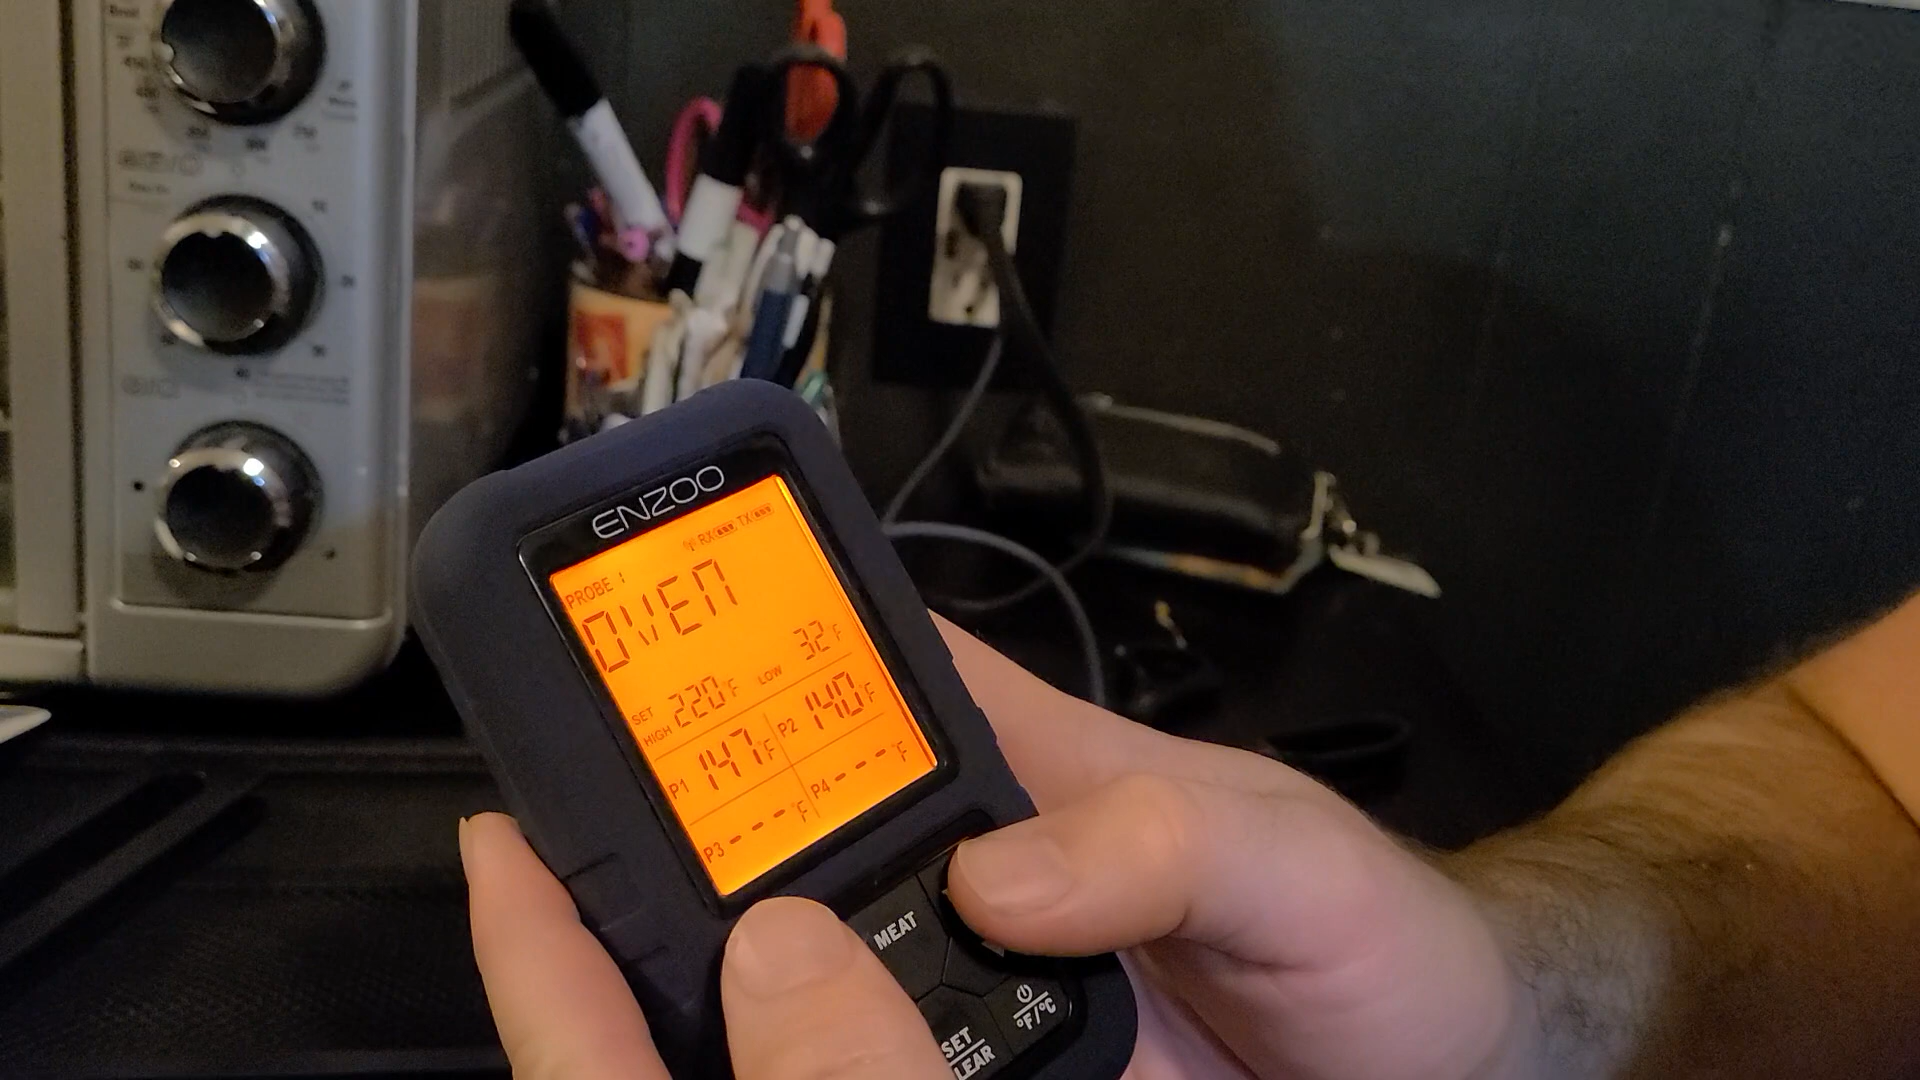 ENZOO
RX TX
PROBE 1
OVEN
SET HIGH 220°F LOW 32°F
P1 147°F P2 140°F
P3 ---°F P4 ---°F
MEAT
SET
°F/°C